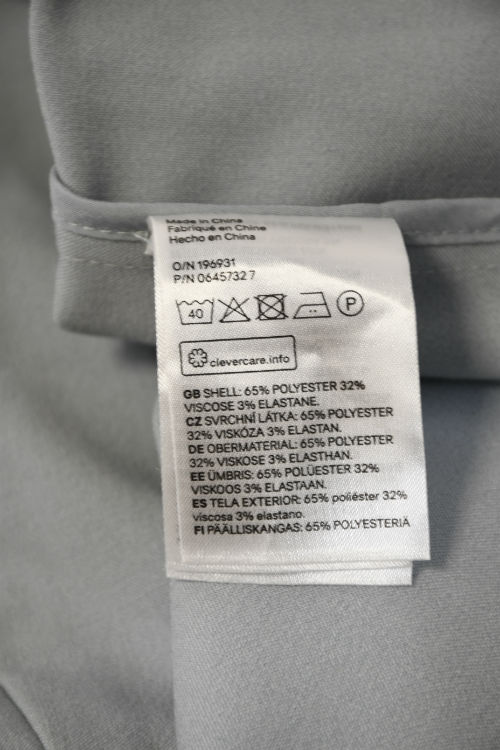 Made in China
Fabriqué en Chine
Hecho en China
O/N 196931
P/N 06457327
40 P
clevercare.info
GB SHELL: 65% POLYESTER 32%
VISCOSE 3% ELASTANE.
CZ SVRCHNÍ LÁTKA: 65% POLYESTER
32% VISKÓZA 3% ELASTAN.
DE OBERMATERIAL: 65% POLYESTER
32% VISKOSE 3% ELASTHAN.
EE ÜMBRIS: 65% POLÜESTER 32%
VISKOOS 3% ELASTAAN.
ES TELA EXTERIOR: 65% poliéster 32%
viscosa 3% elastano.
FI PÄÄLLISKANGAS: 65% POLYESTERIÄ